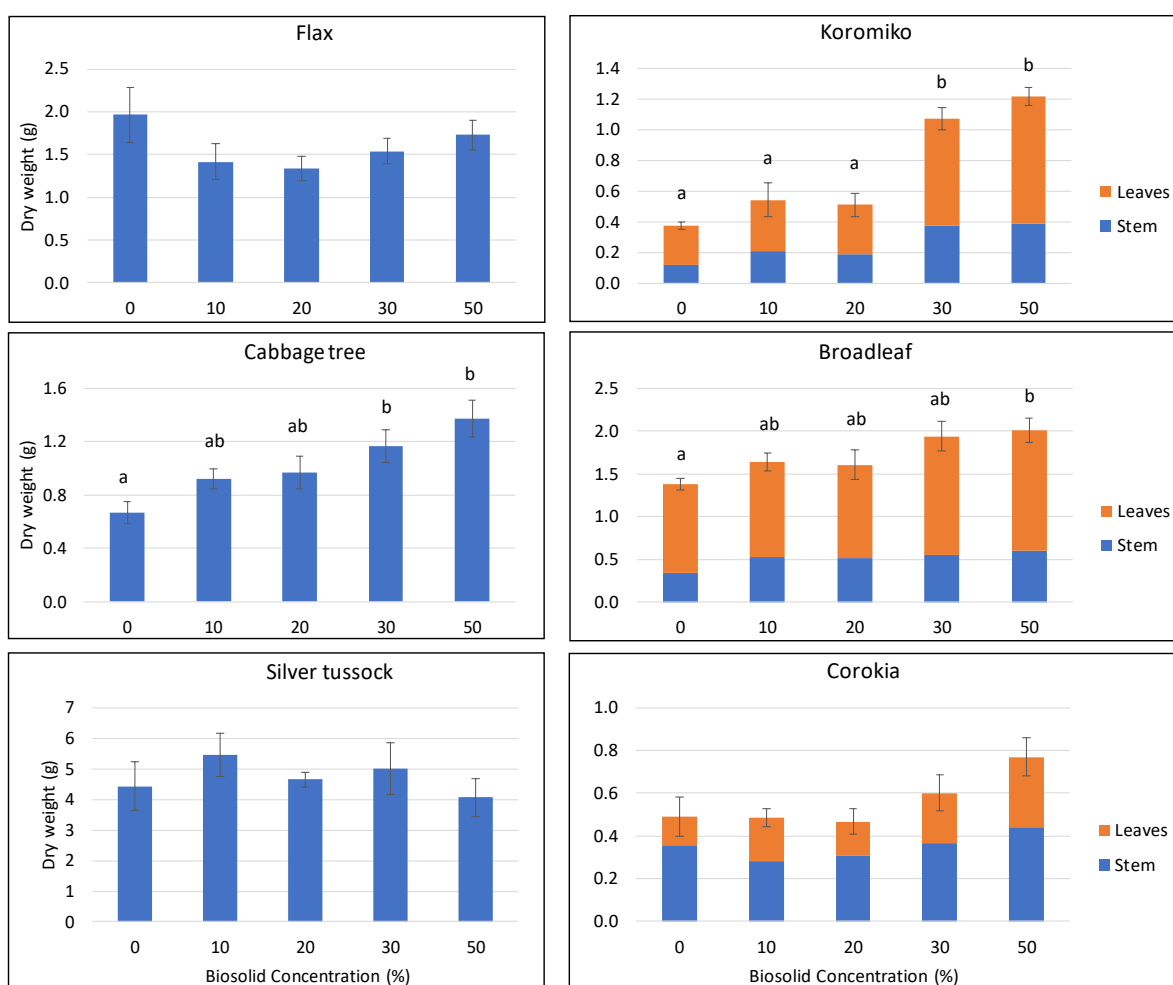 Flax
2.5
2.0
1.5
1.0
0.5
0.0
Dry weight (g)
0 10 20 30 50
Koromiko
1.4
1.2
1.0
0.8
0.6
0.4
0.2
0.0
a a a b b
0 10 20 30 50
Leaves
Stem
Cabbage tree
1.6
1.2
0.8
0.4
0.0
Dry weight (g)
a ab ab b b
0 10 20 30 50
Broadleaf
2.5
2.0
1.5
1.0
0.5
0.0
a ab ab ab b
0 10 20 30 50
Leaves
Stem
Silver tussock
7
6
5
4
3
2
1
0
Dry weight (g)
0 10 20 30 50
Biosolid Concentration (%)
Corokia
1.0
0.8
0.6
0.4
0.2
0.0
0 10 20 30 50
Biosolid Concentration (%)
Leaves
Stem